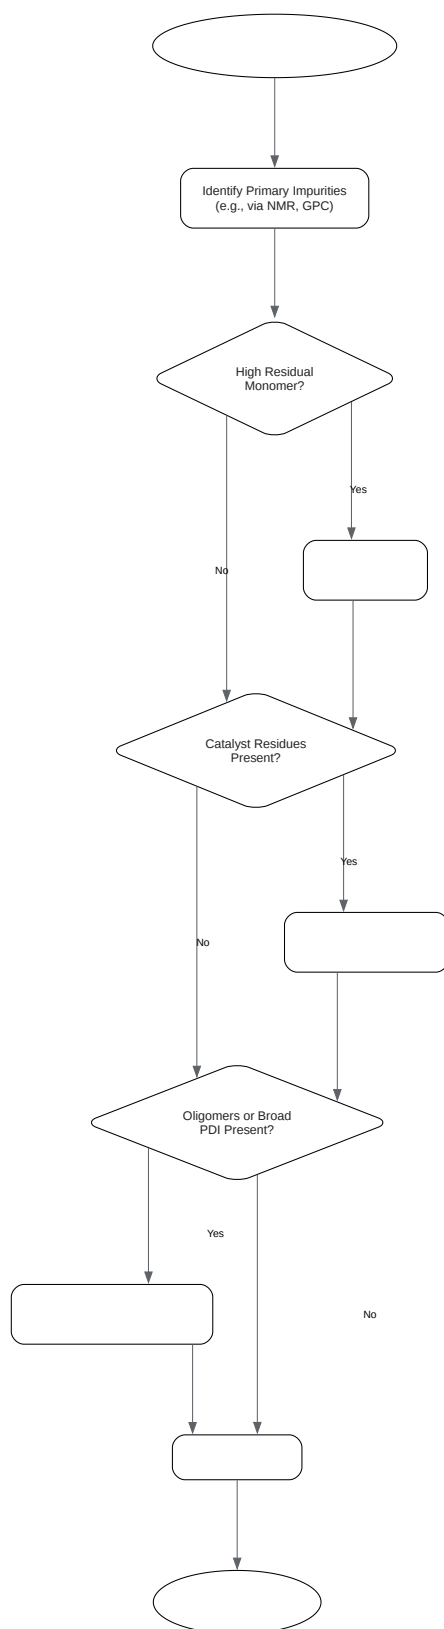 Identify Primary Impurities
(e.g., via NMR, GPC)
High Residual
Monomer?
Yes
No
Catalyst Residues
Present?
Yes
No
Oligomers or Broad
PDI Present?
Yes
No